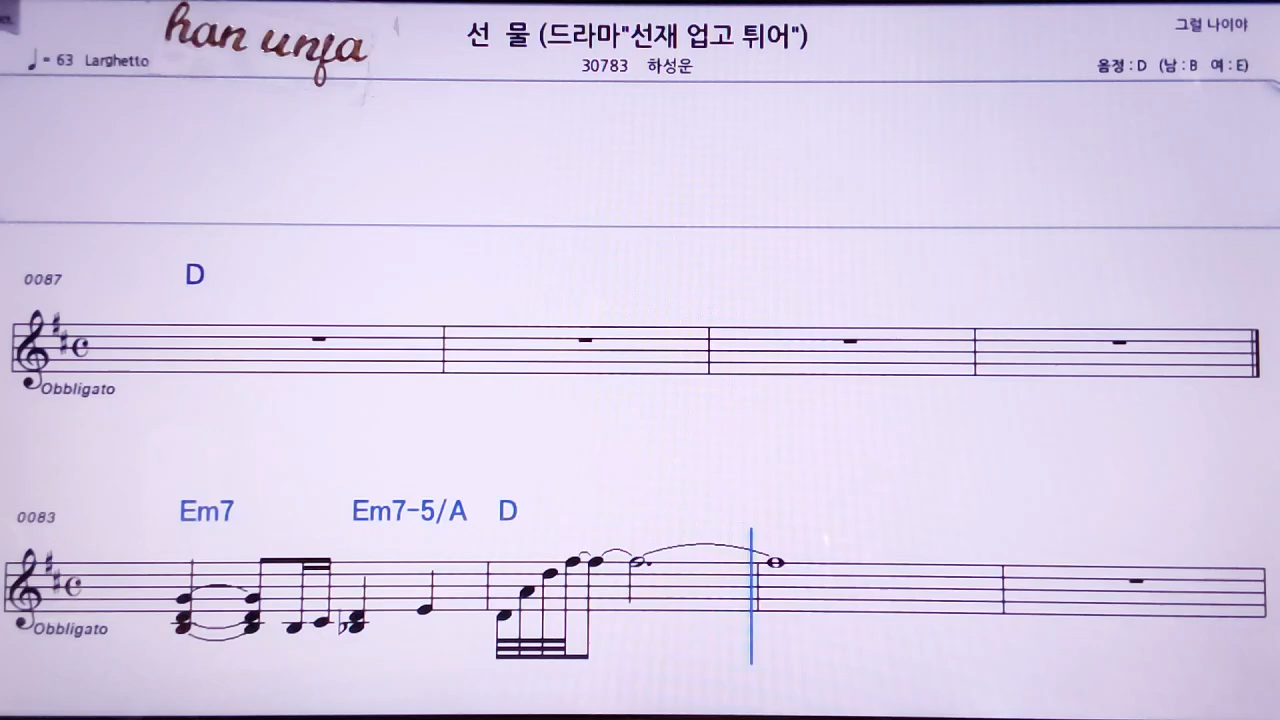 han unja
선 물 (드라마"선재 업고 튀어")
그럴 나이야
♩= 63 Larghetto
30783 하성운
음정 : D (남 : B 여 : E)
0087 D
Obbligato
0083 Em7 Em7-5/A D
Obbligato